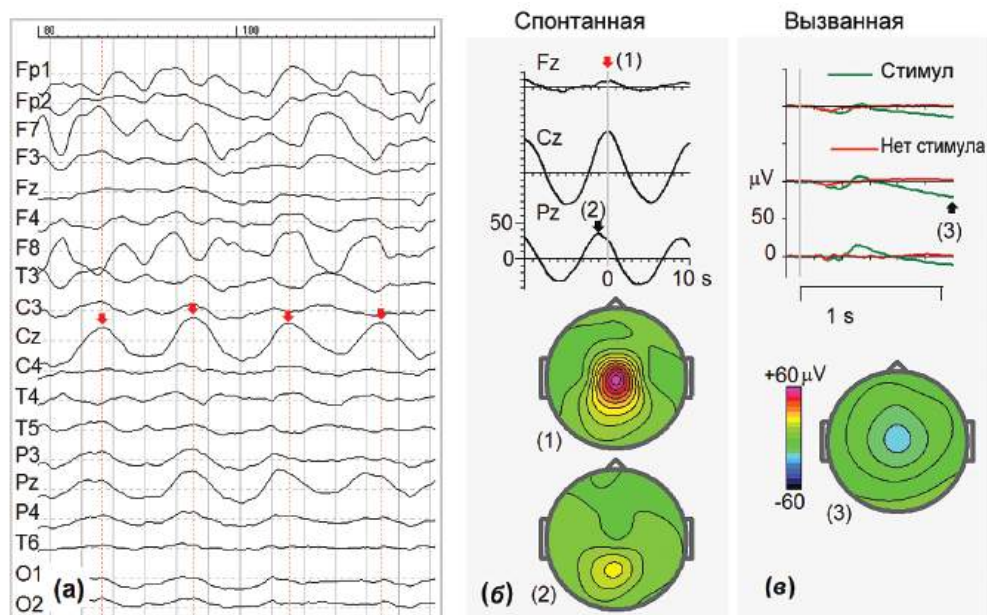 80 100
Fp1
Fp2
F7
F3
Fz
F4
F8
T3
C3
Cz
C4
T4
T5
P3
Pz
P4
T6
O1
O2
(а)
Спонтанная
Fz
(1)
Cz
Pz
(2)
50
0
-10 0 10 s
(1)
(2)
(б)
Вызванная
Стимул
Нет стимула
μV
50
0
(3)
1 s
+60 μV
-60
(3)
(в)